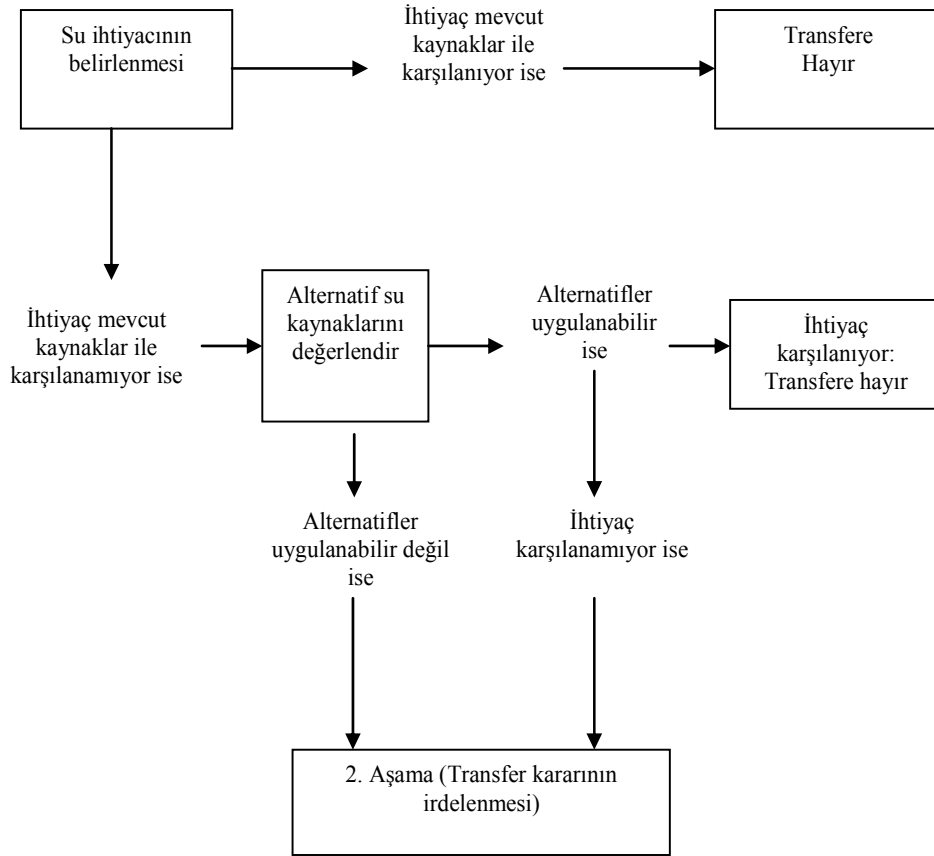 Su ihtiyacının
belirlenmesi
İhtiyaç mevcut
kaynaklar ile
karşılanıyor ise
Transfere
Hayır
İhtiyaç mevcut
kaynaklar ile
karşılanamıyor ise
Alternatif su
kaynaklarını
değerlendir
Alternatifler
uygulanabilir
ise
İhtiyaç
karşılanıyor:
Transfere hayır
Alternatifler
uygulanabilir değil
ise
İhtiyaç
karşılanamıyor ise
2. Aşama (Transfer kararının
irdelenmesi)